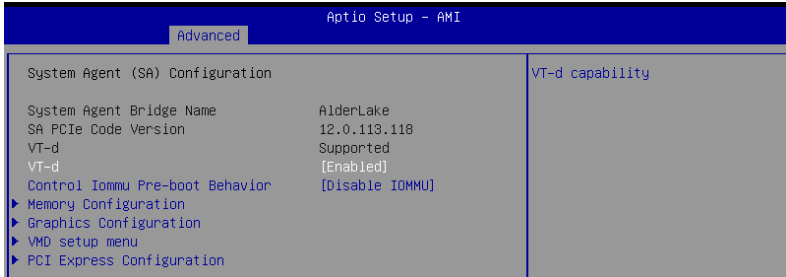 Aptio Setup - AMI
Advanced
System Agent (SA) Configuration
VT-d capability
System Agent Bridge Name AlderLake
SA PCIe Code Version 12.0.113.118
VT-d Supported
VT-d [Enabled]
Control Iommu Pre-boot Behavior [Disable IOMMU]
Memory Configuration
Graphics Configuration
VMD setup menu
PCI Express Configuration